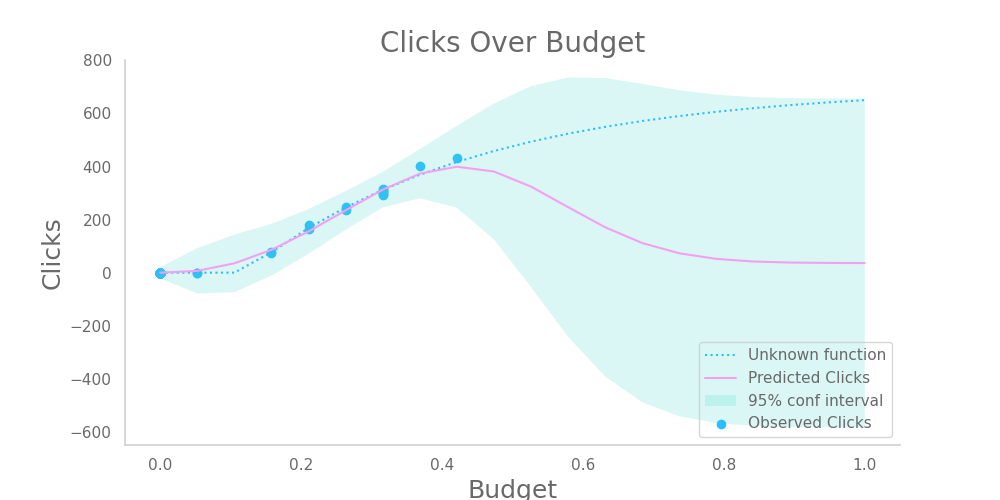 Clicks Over Budget
Clicks
800
600
400
200
0
−200
−400
−600
0.0 0.2 0.4 0.6 0.8 1.0
Budget
Unknown function
Predicted Clicks
95% conf interval
Observed Clicks